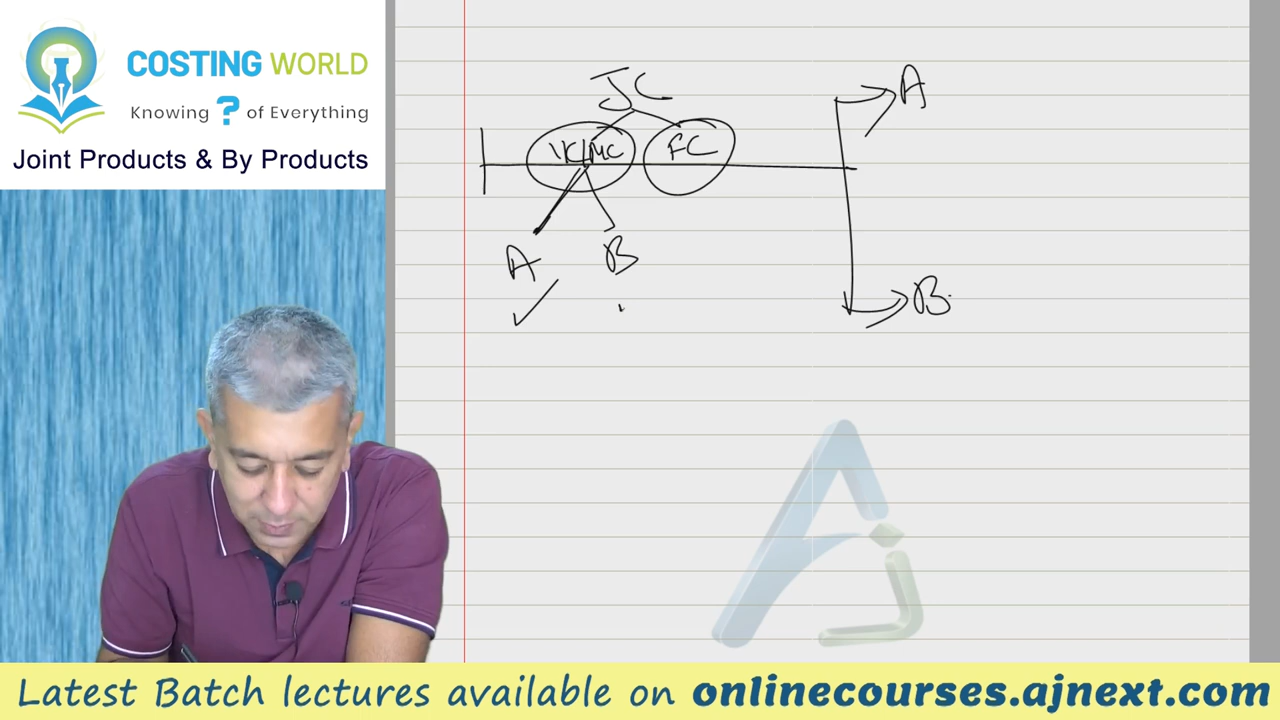 COSTING WORLD
Knowing ? of Everything
Joint Products & By Products
JC
VC/MC FC
A B
A
B
Latest Batch lectures available on onlinecourses.ajnext.com